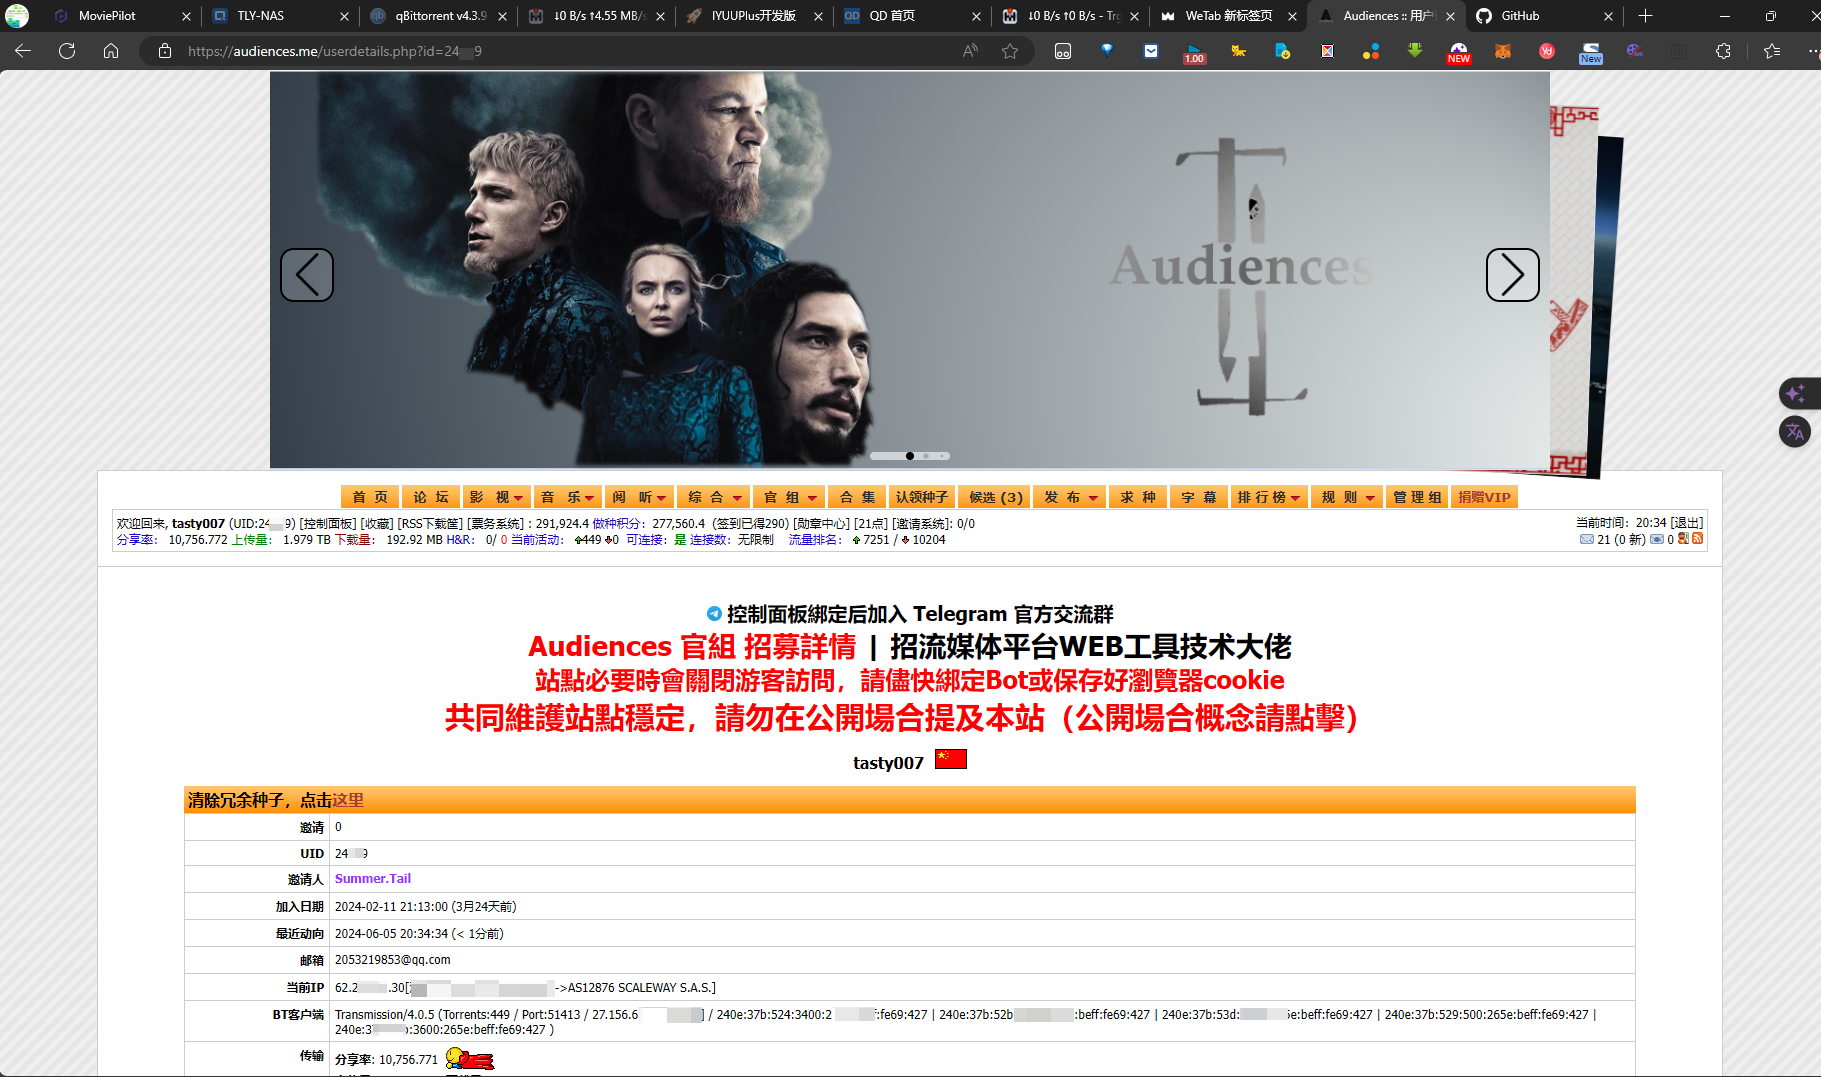 MoviePilot
TLY-NAS
qBittorrent v4.3.9
↓0 B/s ↑4.55 MB/s
IYUUPlus开发版
QD 首页
↓0 B/s ↑0 B/s - Tr
WeTab 新标签页
Audiences :: 用户
GitHub
https://audiences.me/userdetails.php?id=24 9
1.00
NEW
New
Audiences
首 页 论 坛 影 视 音 乐 阅 听 综 合 官 组 合 集 认领种子 候选 (3) 发 布 求 种 字 幕 排 行 榜 规 则 管 理 组 捐赠VIP
欢迎回来, tasty007 (UID:24 9) [控制面板] [收藏] [RSS下载筐] [票务系统] : 291,924.4 做种积分: 277,560.4 (签到已得290) [勋章中心] [21点] [邀请系统]: 0/0
当前时间: 20:34 [退出]
分享率: 10,756.772 上传量: 1.979 TB 下载量: 192.92 MB H&R: 0/ 0 当前活动: 449 0 可连接: 是 连接数: 无限制 流量排名: 7251 / 10204
21 (0 新) 0
控制面板綁定后加入 Telegram 官方交流群
Audiences 官組 招募詳情 | 招流媒体平台WEB工具技术大佬
站點必要時會關閉游客訪問，請儘快綁定Bot或保存好瀏覽器cookie
共同維護站點穩定，請勿在公開場合提及本站（公開場合概念請點擊）
tasty007
清除冗余种子，点击这里
邀请 0
UID 24 9
邀请人 Summer.Tail
加入日期 2024-02-11 21:13:00 (3月24天前)
最近动向 2024-06-05 20:34:34 (< 1分前)
邮箱 2053219853@qq.com
当前IP 62.2 .30[ ->AS12876 SCALEWAY S.A.S.]
BT客户端 Transmission/4.0.5 (Torrents:449 / Port:51413 / 27.156.6 ] / 240e:37b:524:3400:2 f:fe69:427 | 240e:37b:52b :beff:fe69:427 | 240e:37b:53d: e:beff:fe69:427 | 240e:37b:529:500:265e:beff:fe69:427 |
240e:3 :3600:265e:beff:fe69:427 )
传输 分享率: 10,756.771